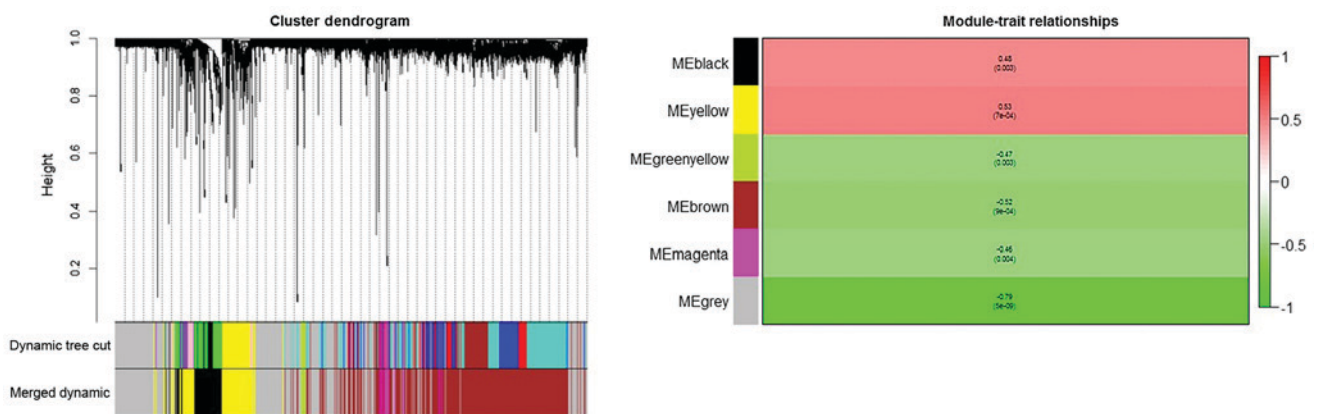 Cluster dendrogram
Height
1.0
0.8
0.6
0.4
0.2
Dynamic tree cut
Merged dynamic
Module-trait relationships
MEblack
0.48
(0.003)
MEyellow
0.53
(7e-04)
MEgreenyellow
-0.47
(0.003)
MEbrown
-0.52
(9e-04)
MEmagenta
-0.46
(0.004)
MEgrey
-0.79
(5e-09)
1
0.5
0
-0.5
-1